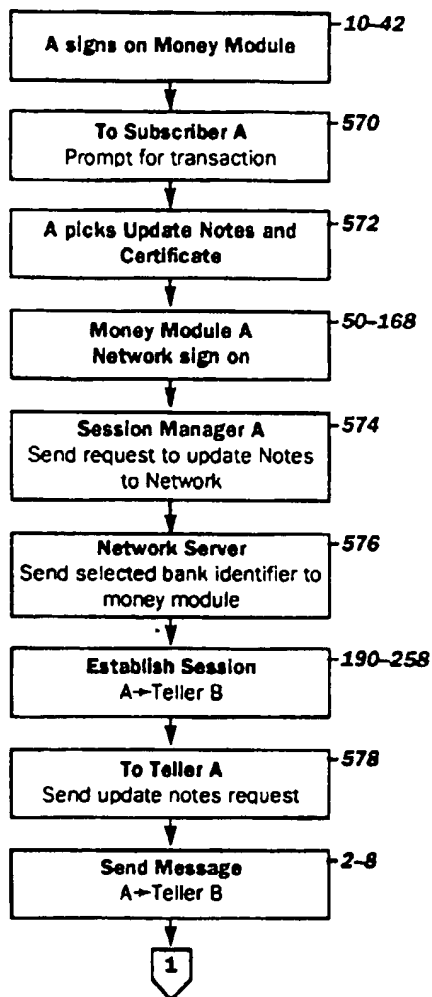 A signs on Money Module
10–42
To Subscriber A
Prompt for transaction
570
A picks Update Notes and
Certificate
572
Money Module A
Network sign on
50–168
Session Manager A
Send request to update Notes
to Network
574
Network Server
Send selected bank identifier to
money module
576
Establish Session
A→Teller B
190–258
To Teller A
Send update notes request
578
Send Message
A→Teller B
2–8
1